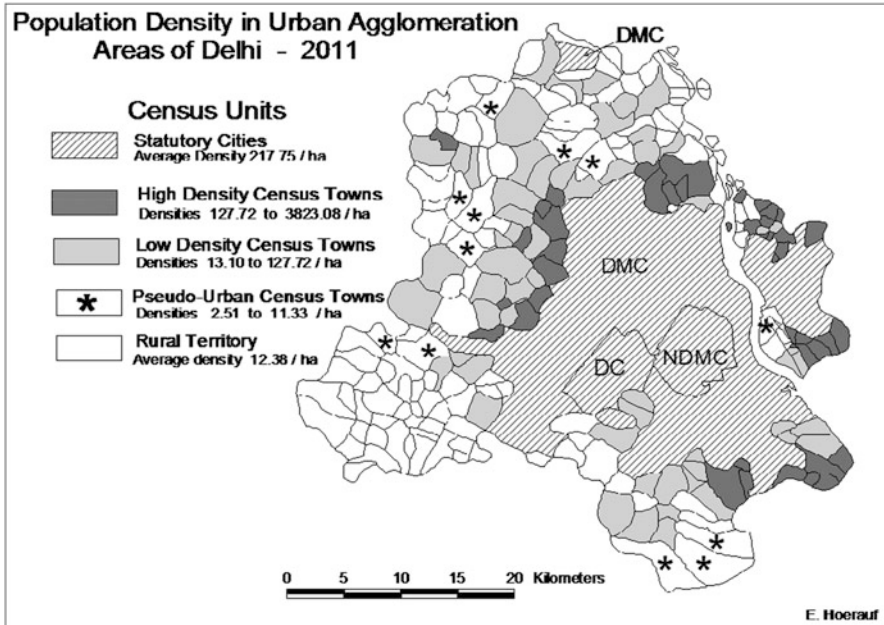 Population Density in Urban Agglomeration
Areas of Delhi - 2011
DMC
Census Units
Statutory Cities
Average Density 217.75 / ha
High Density Census Towns
Densities 127.72 to 3823.08 / ha
Low Density Census Towns
Densities 13.10 to 127.72 / ha
* Pseudo-Urban Census Towns
Densities 2.51 to 11.33 / ha
Rural Territory
Average density 12.38 / ha
DMC
DC
NDMC
0 5 10 15 20 Kilometers
E. Hoerauf